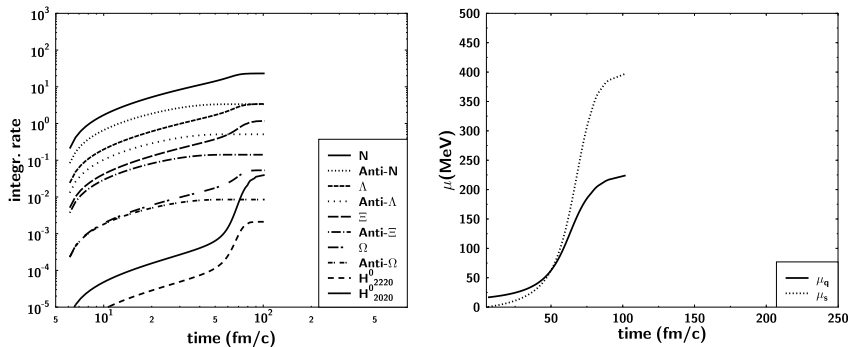 integr. rate
10^3
10^2
10^1
10^0
10^-1
10^-2
10^-3
10^-4
10^-5
5 10^1 2 5 10^2 2 5
time (fm/c)
N
Anti-N
Λ
Anti-Λ
Ξ
Anti-Ξ
Ω
Anti-Ω
H^0_2220
H^0_2020
μ(MeV)
500
450
400
350
300
250
200
150
100
50
0
50 100 150 200 250
time (fm/c)
μ_q
μ_s